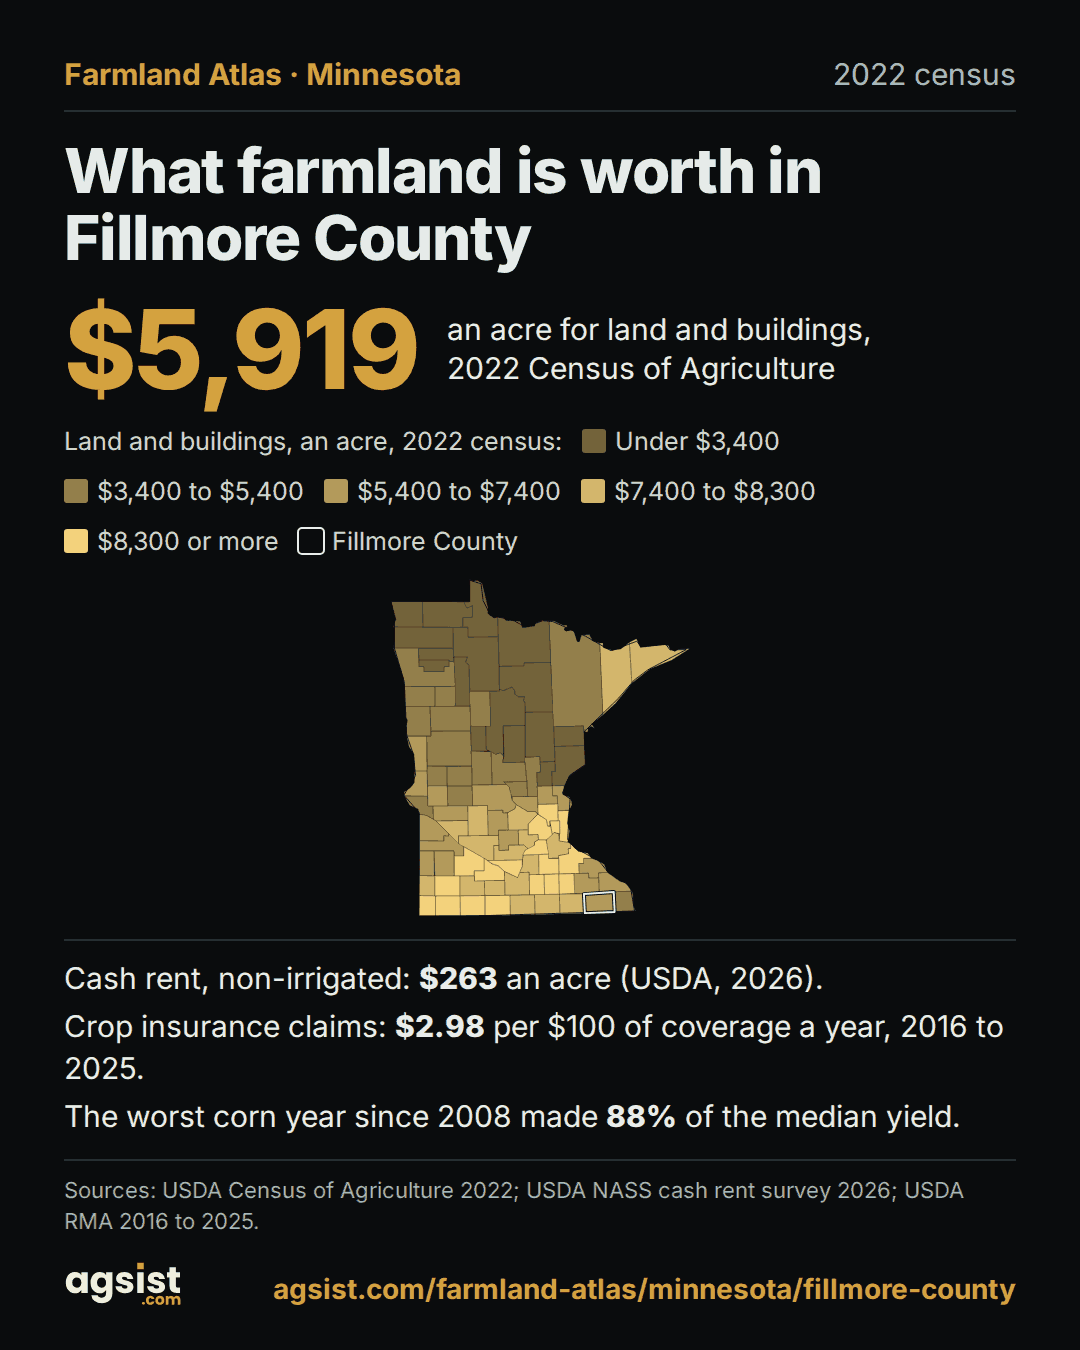 Farmland Atlas · Minnesota
2022 census
What farmland is worth in
Fillmore County
$5,919
an acre for land and buildings,
2022 Census of Agriculture
Land and buildings, an acre, 2022 census: Under $3,400
$3,400 to $5,400 $5,400 to $7,400 $7,400 to $8,300
$8,300 or more Fillmore County
Cash rent, non-irrigated: $263 an acre (USDA, 2026).
Crop insurance claims: $2.98 per $100 of coverage a year, 2016 to
2025.
The worst corn year since 2008 made 88% of the median yield.
Sources: USDA Census of Agriculture 2022; USDA NASS cash rent survey 2026; USDA
RMA 2016 to 2025.
agsist
.com
agsist.com/farmland-atlas/minnesota/fillmore-county